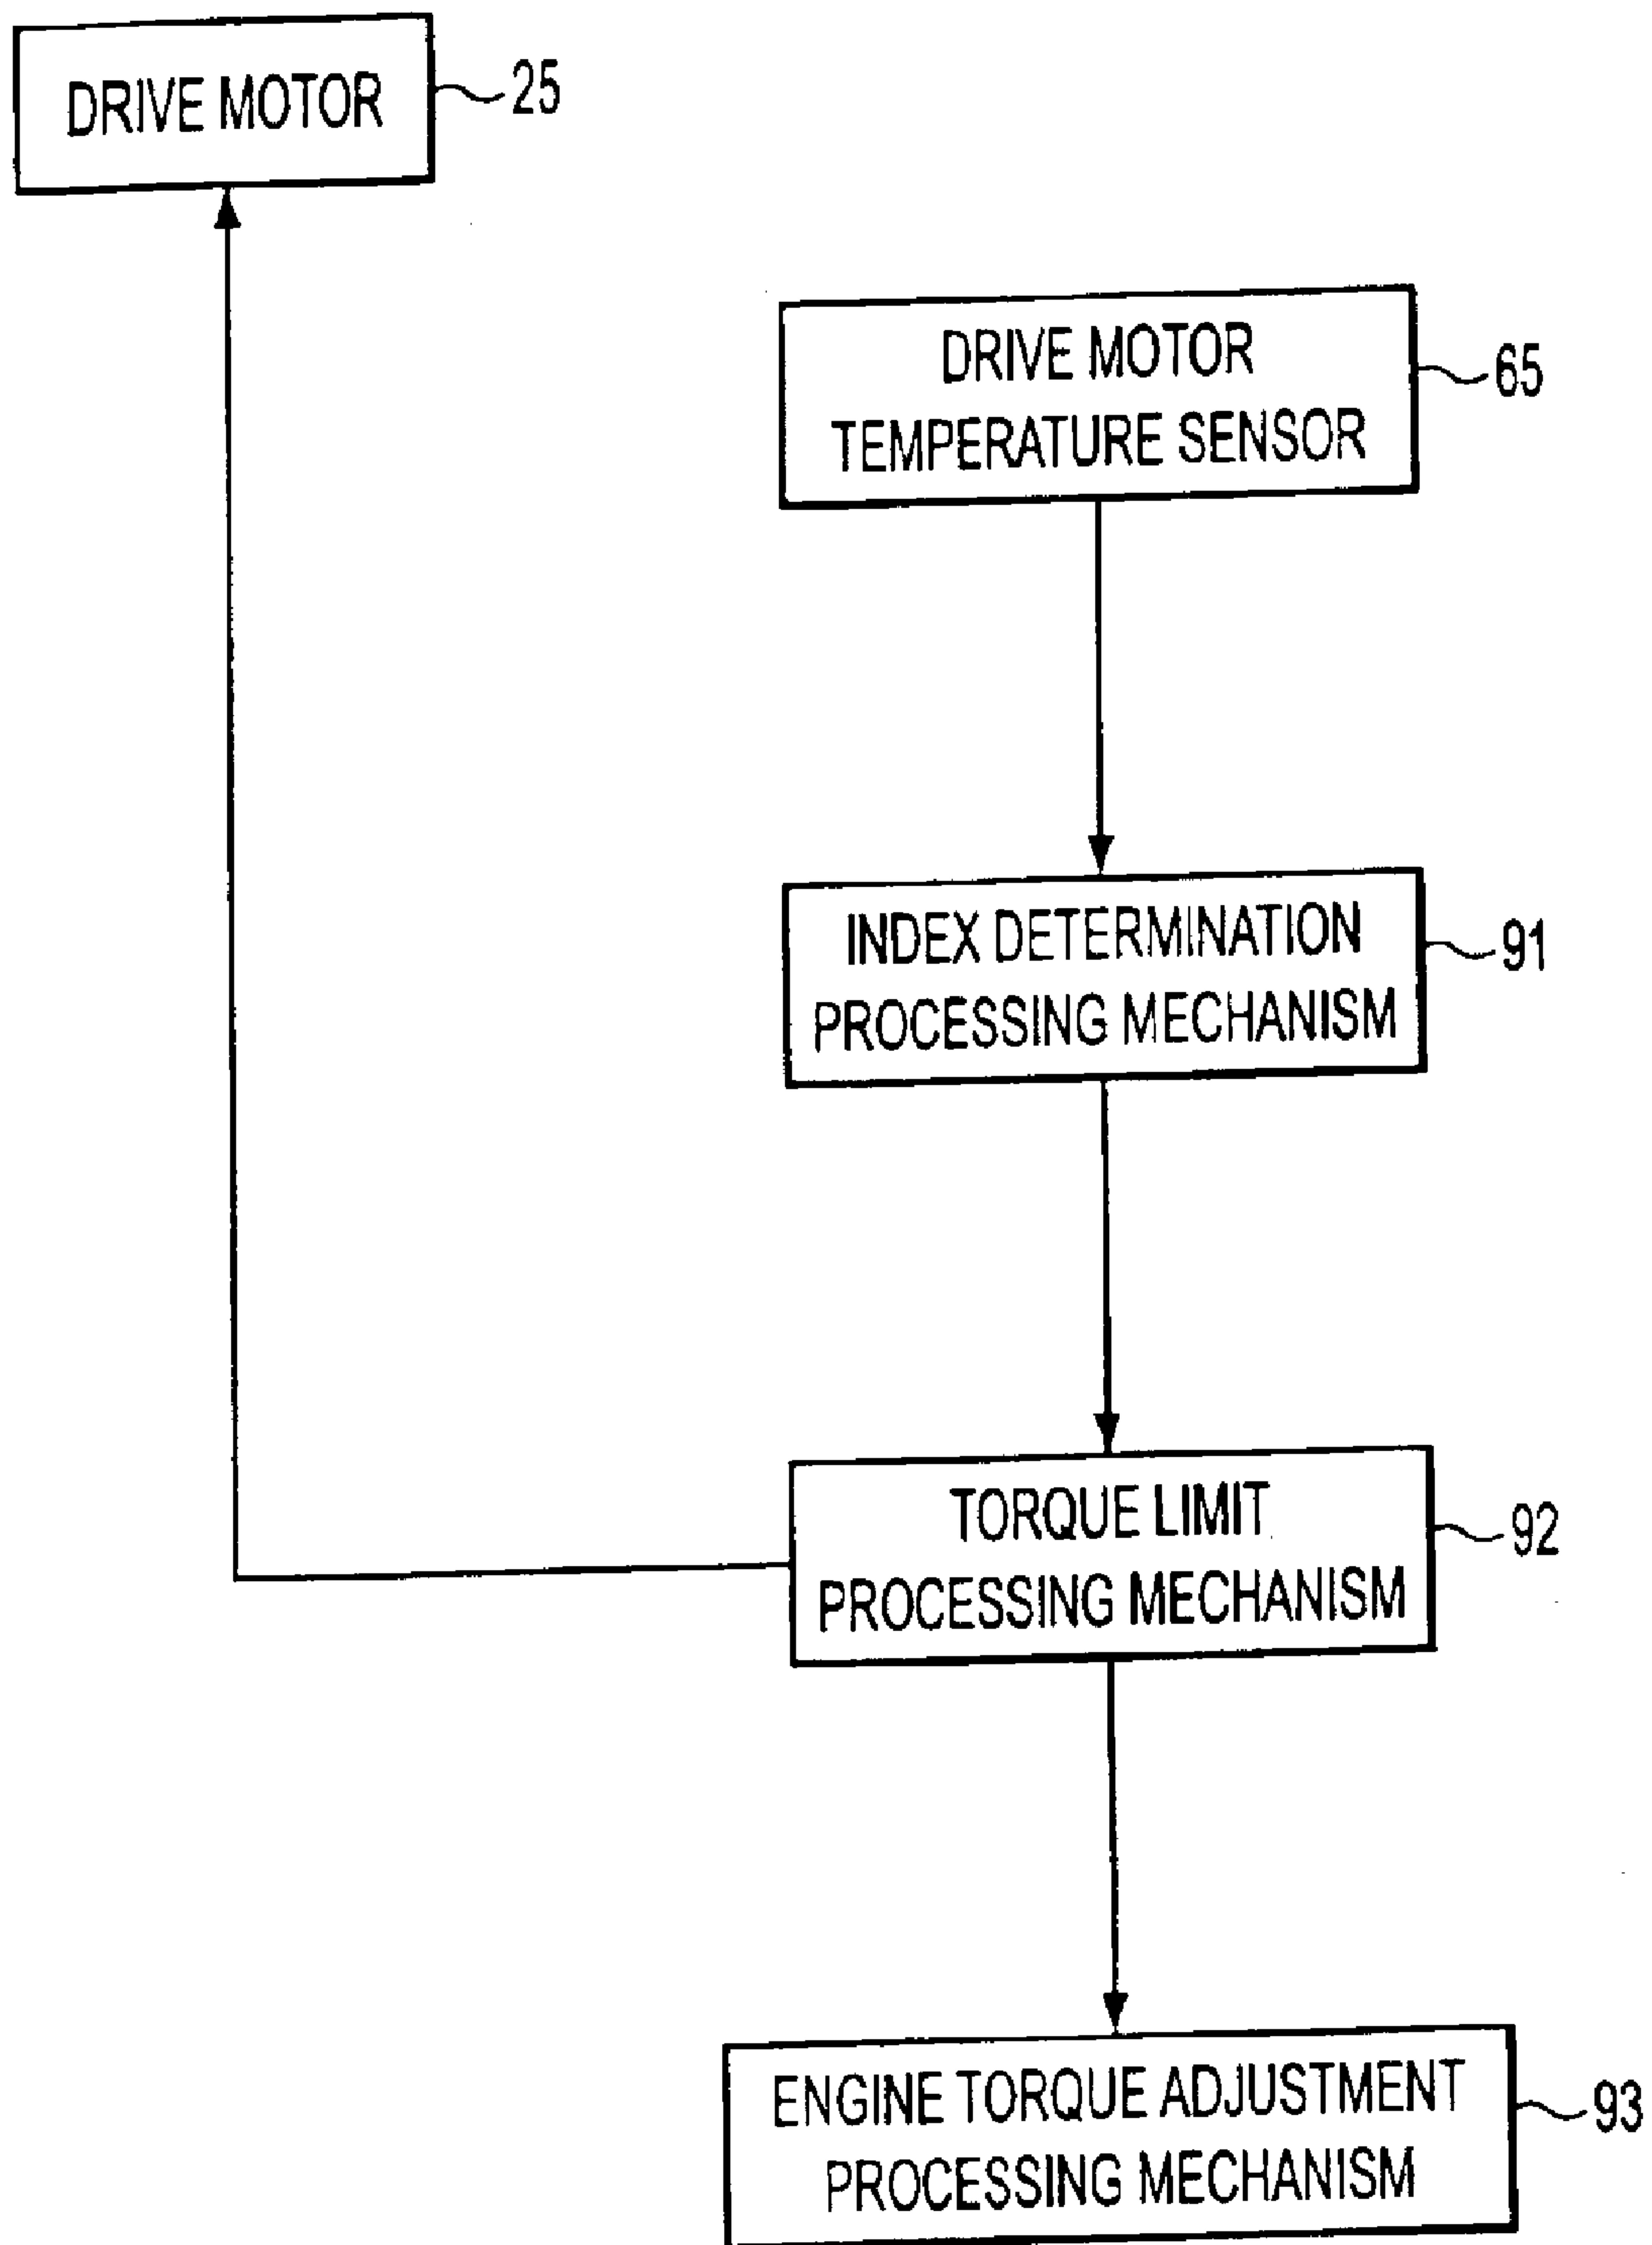 DRIVE MOTOR
25
DRIVE MOTOR
TEMPERATURE SENSOR
65
INDEX DETERMINATION
PROCESSING MECHANISM
91
TORQUE LIMIT
PROCESSING MECHANISM
92
ENGINE TORQUE ADJUSTMENT
PROCESSING MECHANISM
93